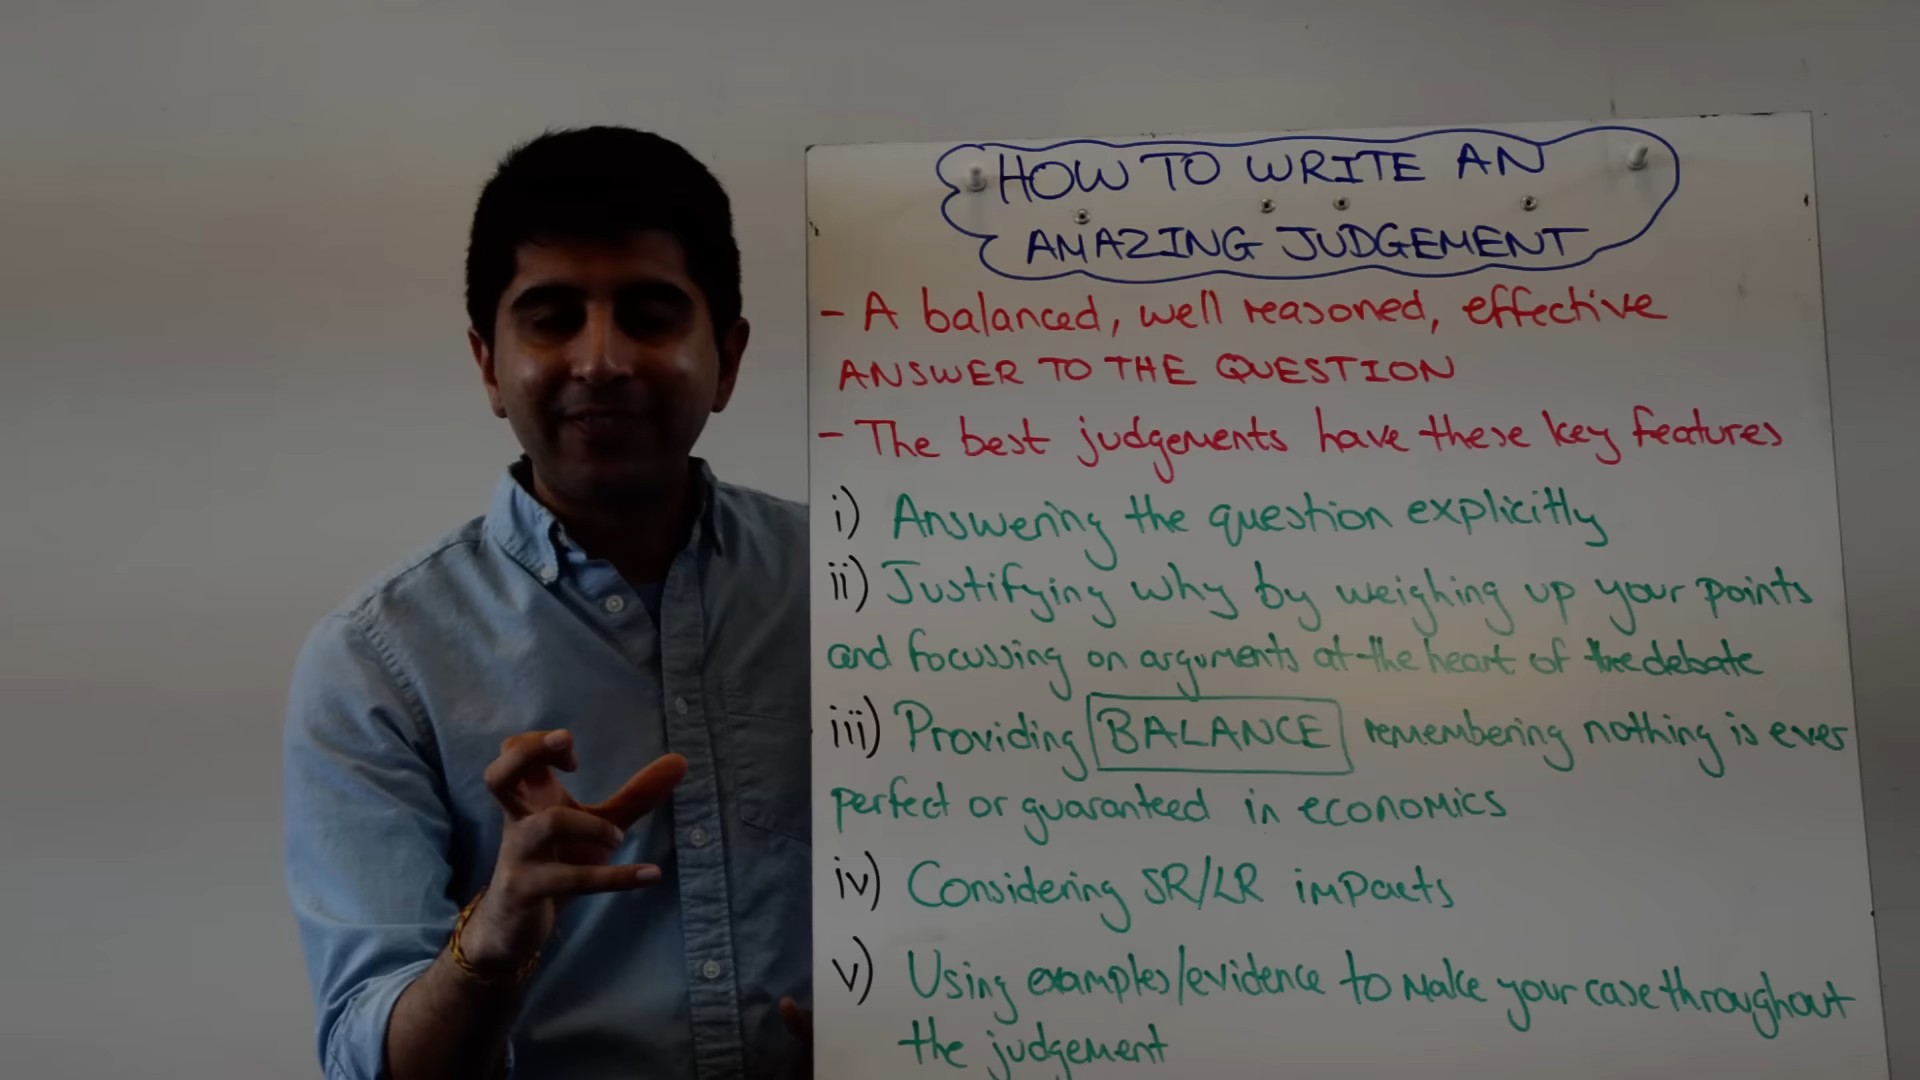 HOW TO WRITE AN
AMAZING JUDGEMENT
- A balanced, well reasoned, effective
ANSWER TO THE QUESTION
- The best judgements have these key features
i) Answering the question explicitly
ii) Justifying why by weighing up your points
and focussing on arguments at the heart of the debate
iii) Providing BALANCE remembering nothing is ever
perfect or guaranteed in economics
iv) Considering SR/LR impacts
v) Using examples/evidence to make your case throughout
the judgement